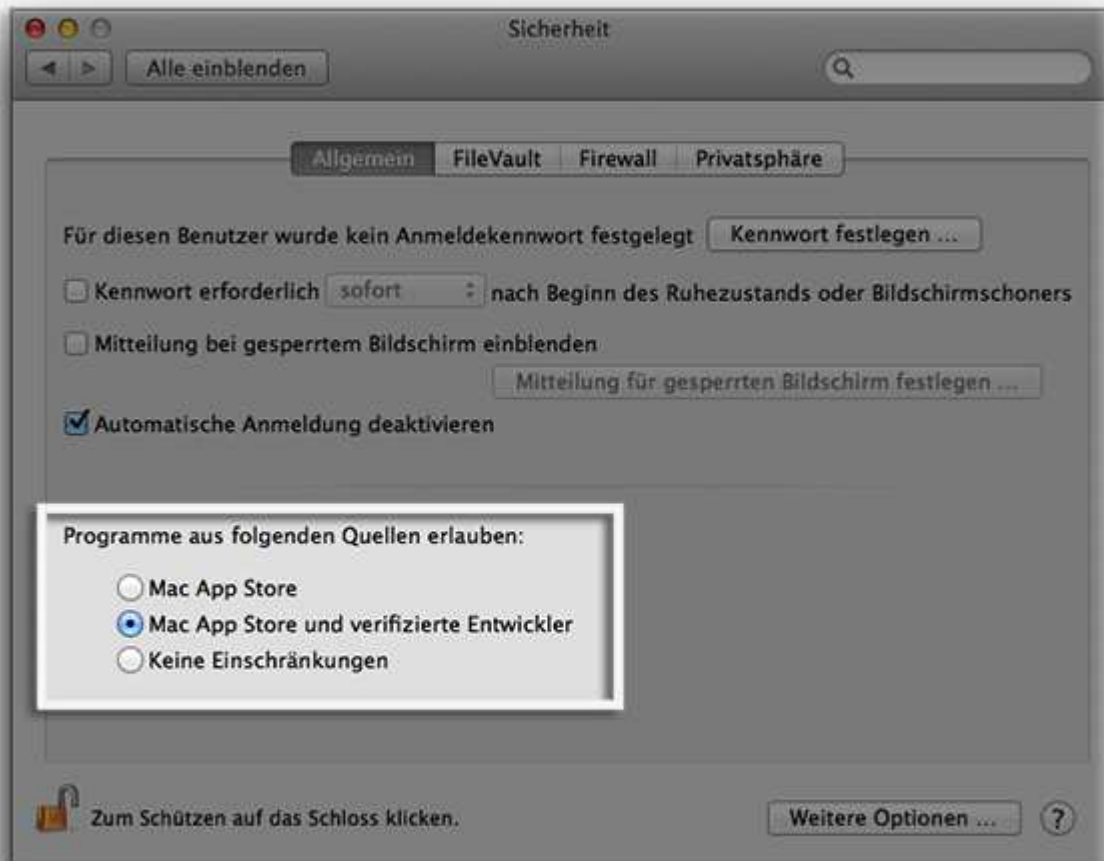 Sicherheit
Alle einblenden
Allgemein FileVault Firewall Privatsphäre
Für diesen Benutzer wurde kein Anmeldekennwort festgelegt Kennwort festlegen ...
Kennwort erforderlich sofort nach Beginn des Ruhezustands oder Bildschirmschoners
Mitteilung bei gesperrtem Bildschirm einblenden
Mitteilung für gesperrten Bildschirm festlegen ...
Automatische Anmeldung deaktivieren
Programme aus folgenden Quellen erlauben:
Mac App Store
Mac App Store und verifizierte Entwickler
Keine Einschränkungen
Zum Schützen auf das Schloss klicken. Weitere Optionen ... ?